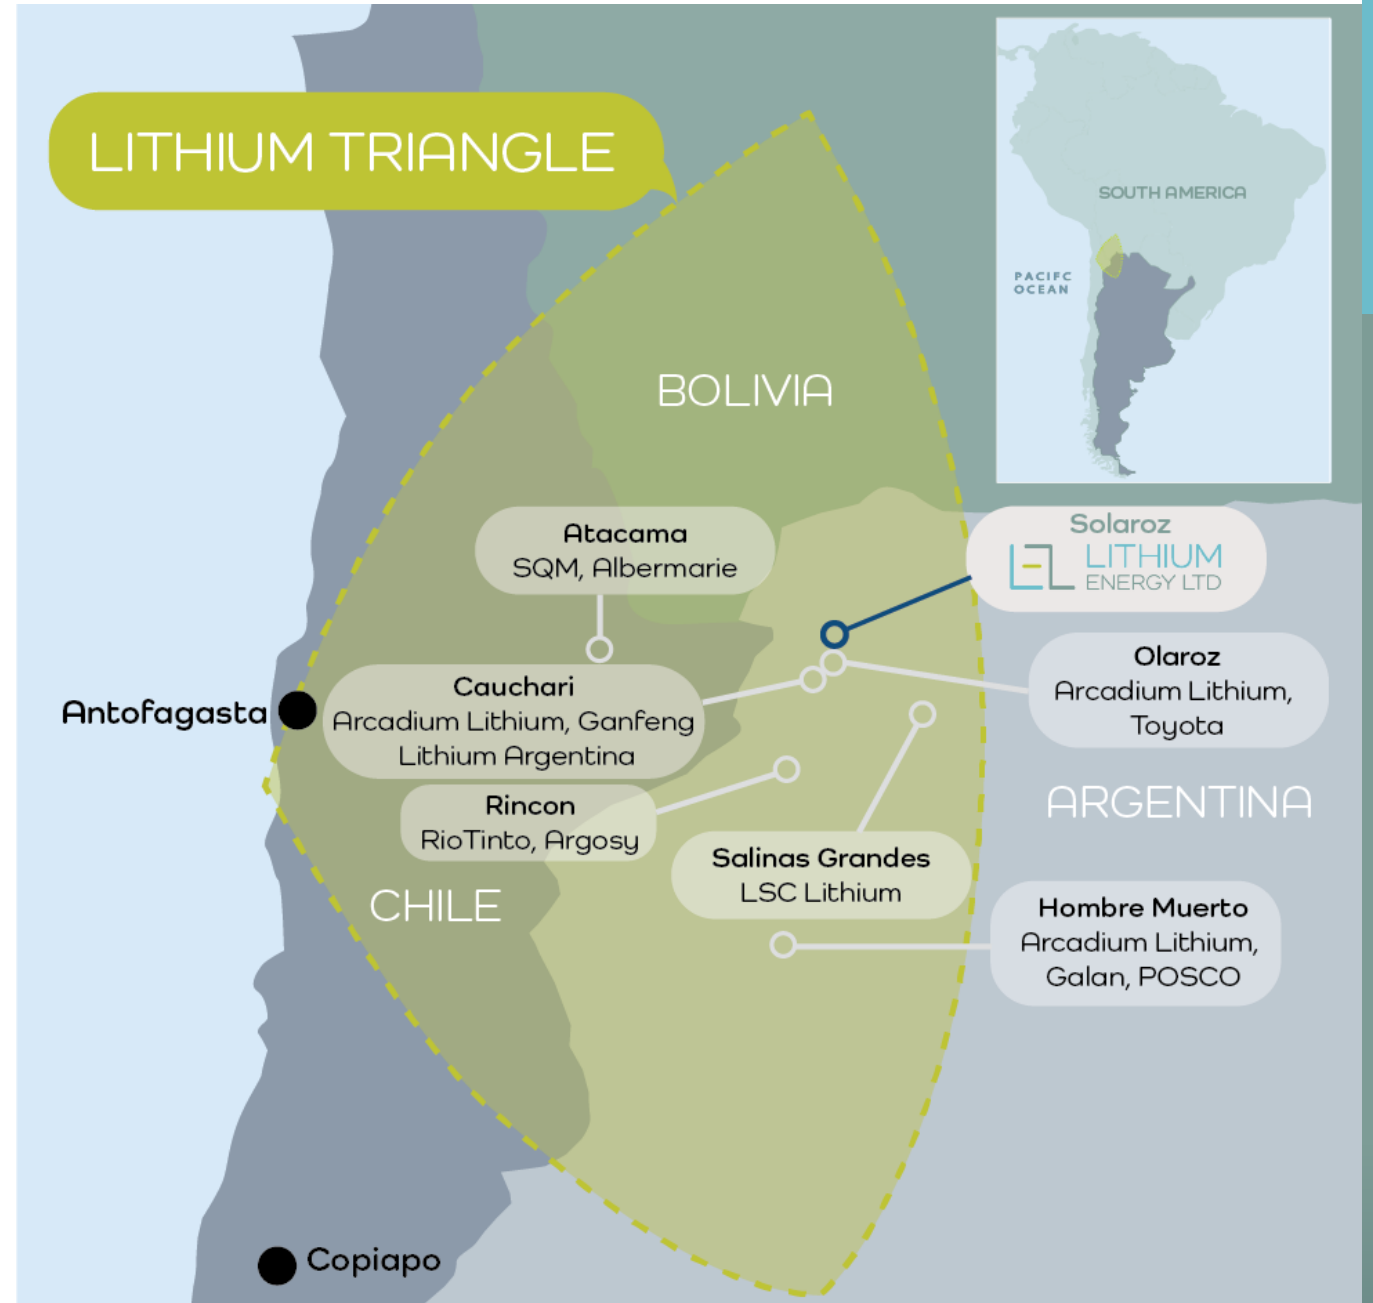 LITHIUM TRIANGLE
SOUTH AMERICA
PACIFC
OCEAN
BOLIVIA
Atacama
SQM, Albermarie
Solaroz
LEL LITHIUM
ENERGY LTD
Antofagasta
Cauchari
Arcadium Lithium, Ganfeng
Lithium Argentina
Olaroz
Arcadium Lithium,
Toyota
Rincon
RioTinto, Argosy
ARGENTINA
Salinas Grandes
LSC Lithium
CHILE
Hombre Muerto
Arcadium Lithium,
Galan, POSCO
Copiapo